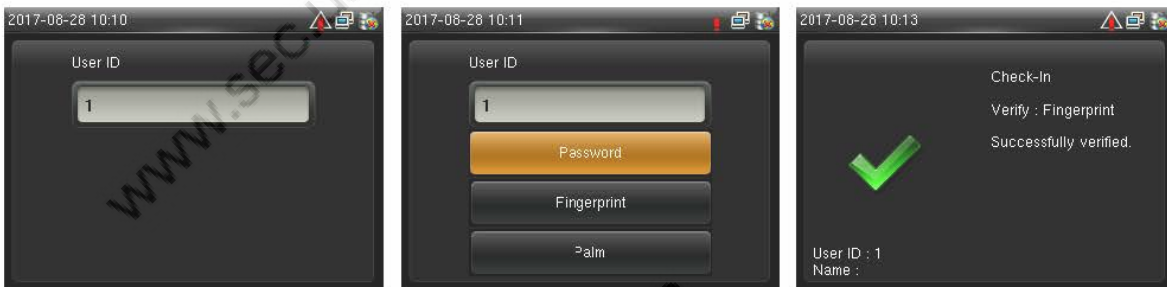 2017-08-28 10:10
User ID
1
2017-08-28 10:11
User ID
1
Password
Fingerprint
Palm
2017-08-28 10:13
Check-In
Verify : Fingerprint
Successfully verified.
User ID : 1
Name :